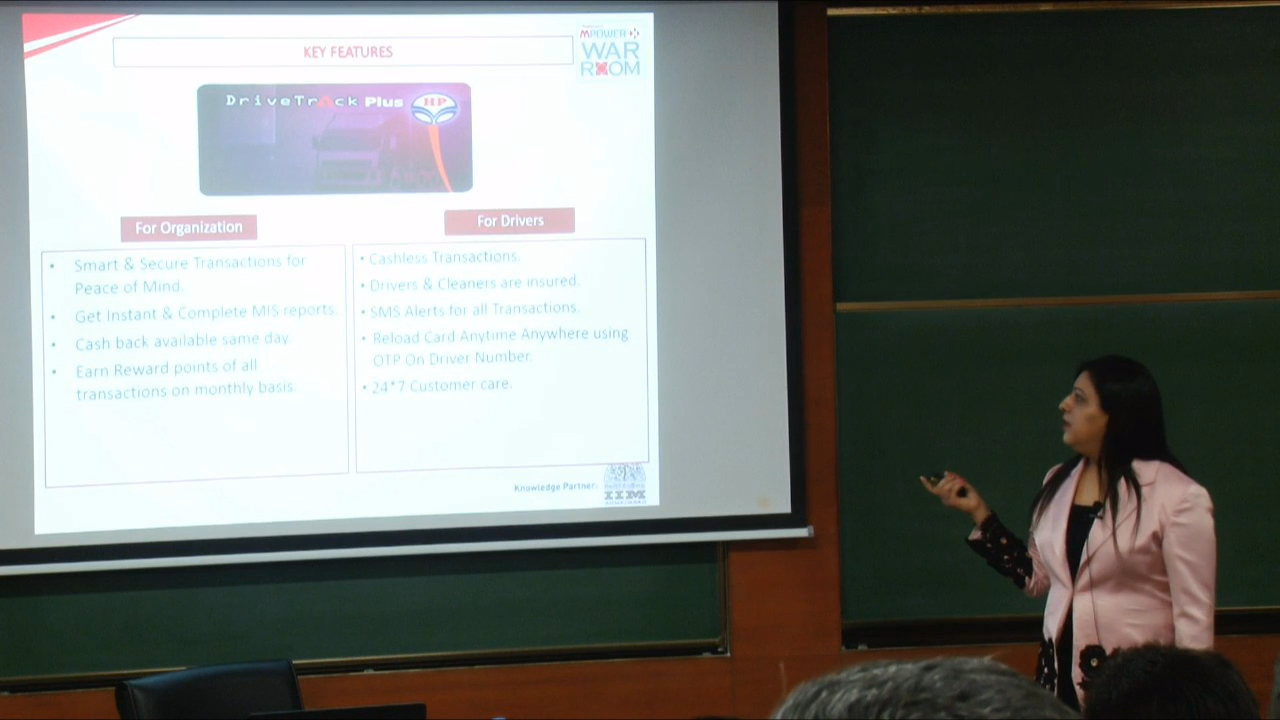 MPOWER
WAR
ROOM
KEY FEATURES
DriveTrAck Plus
HP
For Organization
• Smart & Secure Transactions for
Peace of Mind.
• Get Instant & Complete MIS reports.
• Cash back available same day.
• Earn Reward points of all
transactions on monthly basis.
For Drivers
• Cashless Transactions.
• Drivers & Cleaners are insured.
• SMS Alerts for all Transactions.
• Reload Card Anytime Anywhere using
OTP On Driver Number.
• 24*7 Customer care.
Knowledge Partner:
IIM